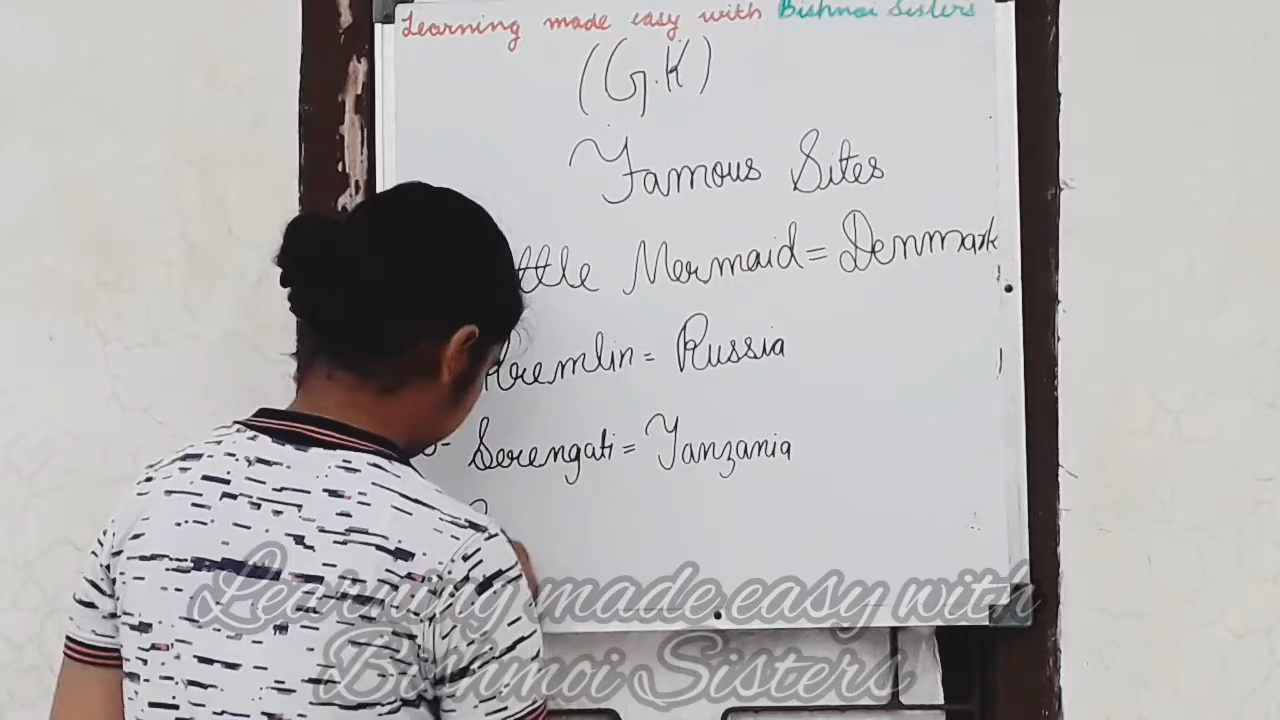 Learning made easy with Bishnoi Sisters
(G.K)
Famous Sites
ttle Mermaid = Denmark
Kremlin = Russia
Serengati = Tanzania
Learning made easy with
Bishnoi Sisters